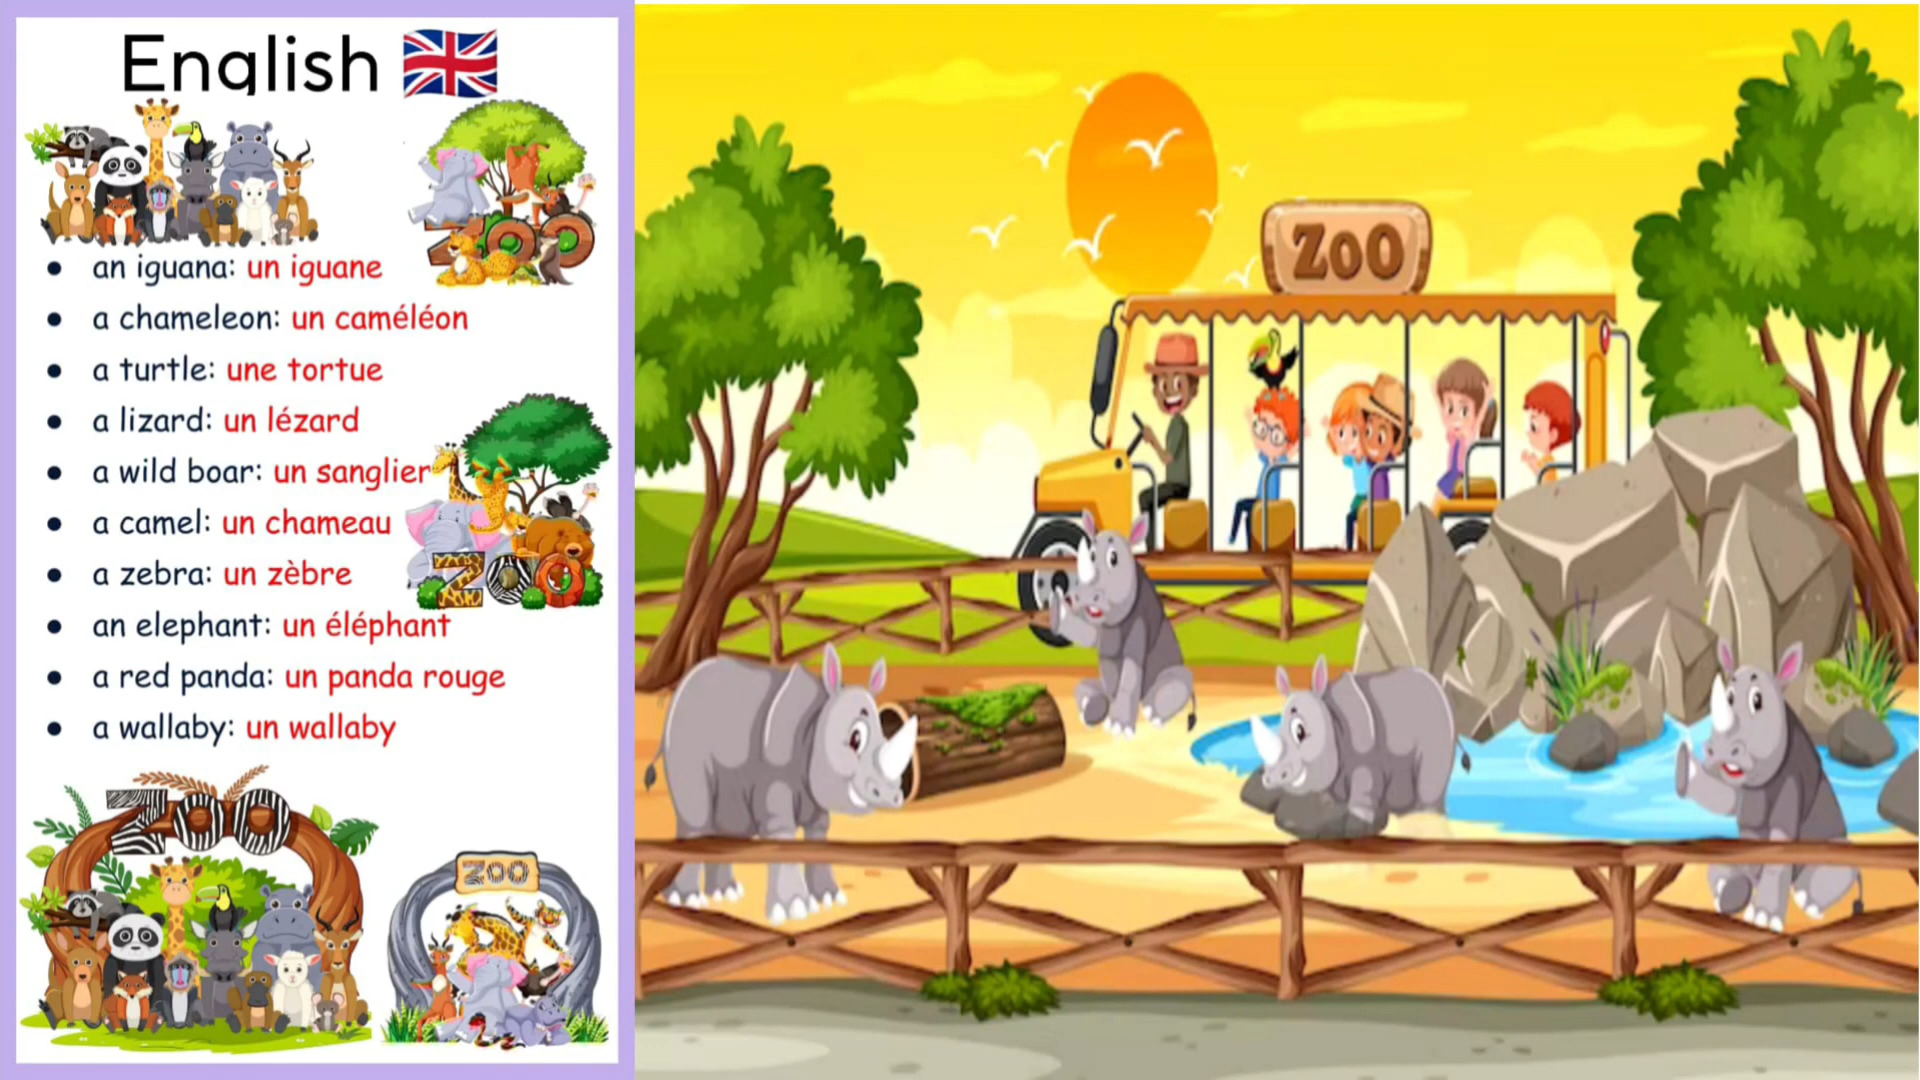 English
ZOO
• an iguana: un iguane
• a chameleon: un caméléon
• a turtle: une tortue
• a lizard: un lézard
• a wild boar: un sanglier
• a camel: un chameau
• a zebra: un zèbre
ZOO
• an elephant: un éléphant
• a red panda: un panda rouge
• a wallaby: un wallaby
ZOO
ZOO
ZOO